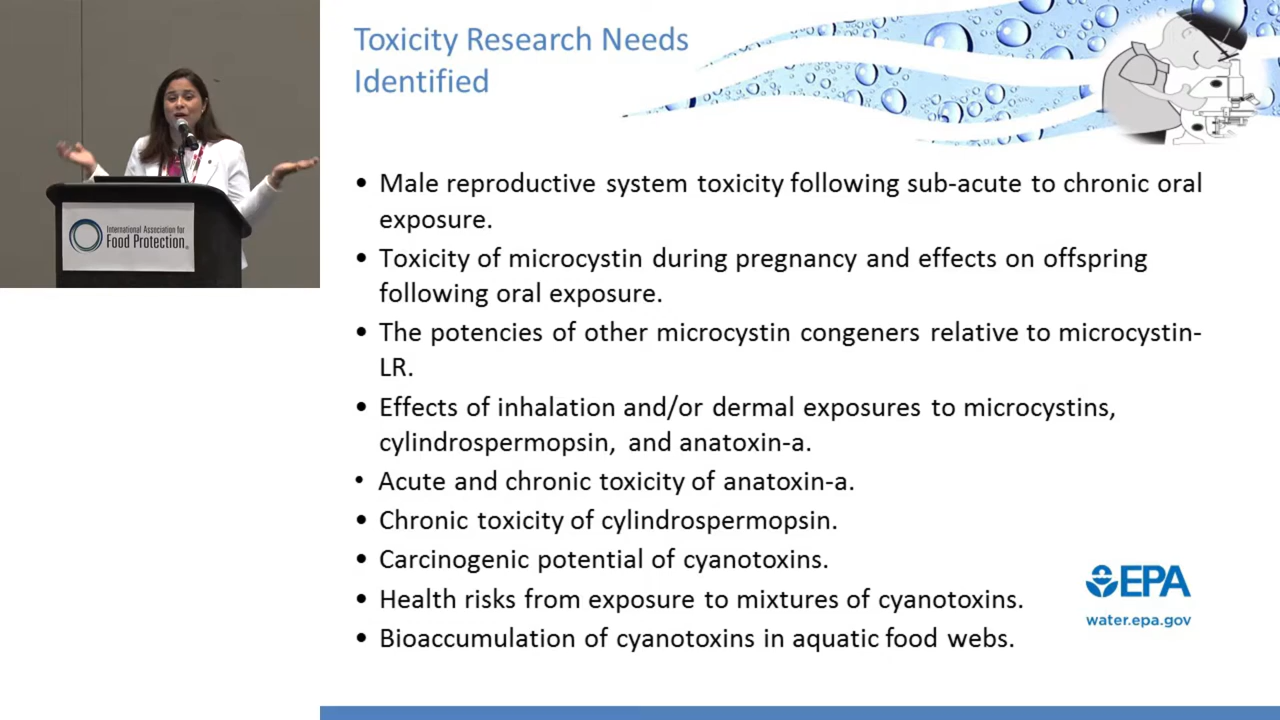 International Association for
Food Protection
Toxicity Research Needs
Identified
• Male reproductive system toxicity following sub-acute to chronic oral
exposure.
• Toxicity of microcystin during pregnancy and effects on offspring
following oral exposure.
• The potencies of other microcystin congeners relative to microcystin-
LR.
• Effects of inhalation and/or dermal exposures to microcystins,
cylindrospermopsin, and anatoxin-a.
• Acute and chronic toxicity of anatoxin-a.
• Chronic toxicity of cylindrospermopsin.
• Carcinogenic potential of cyanotoxins.
• Health risks from exposure to mixtures of cyanotoxins.
• Bioaccumulation of cyanotoxins in aquatic food webs.
EPA
water.epa.gov